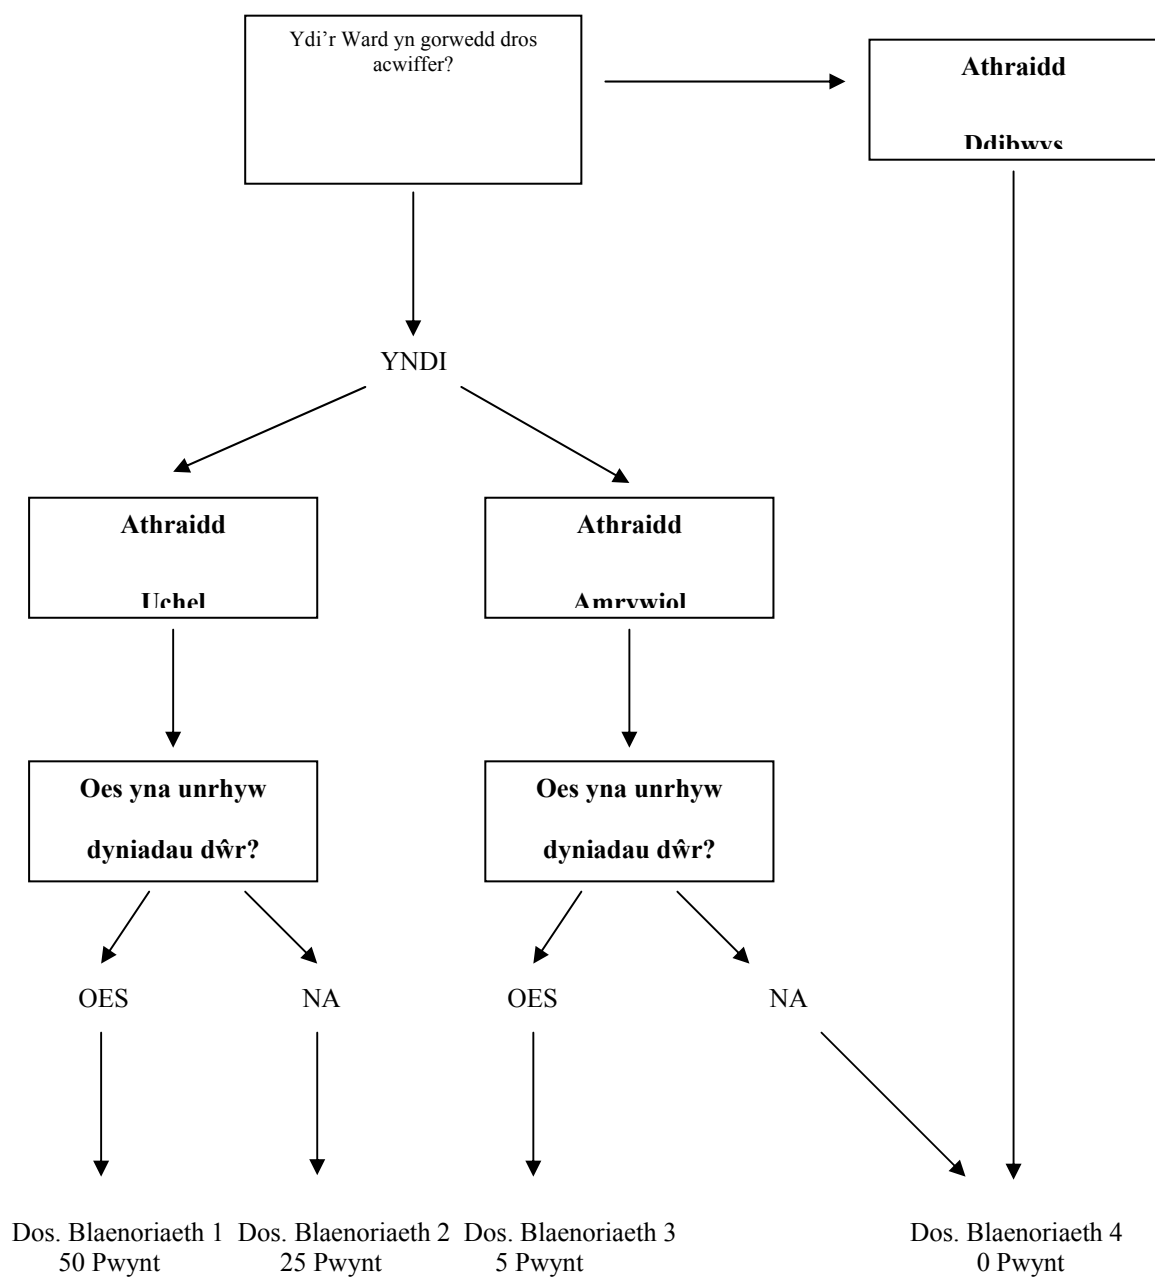 Ydi'r Ward yn gorwedd dros
acwiffer?
Athraidd
Ddibwys
YNDI
Athraidd
Uchel
Athraidd
Amrywiol
Oes yna unrhyw
dyniadau dŵr?
Oes yna unrhyw
dyniadau dŵr?
OES
NA
OES
NA
Dos. Blaenoriaeth 1
50 Pwynt
Dos. Blaenoriaeth 2
25 Pwynt
Dos. Blaenoriaeth 3
5 Pwynt
Dos. Blaenoriaeth 4
0 Pwynt